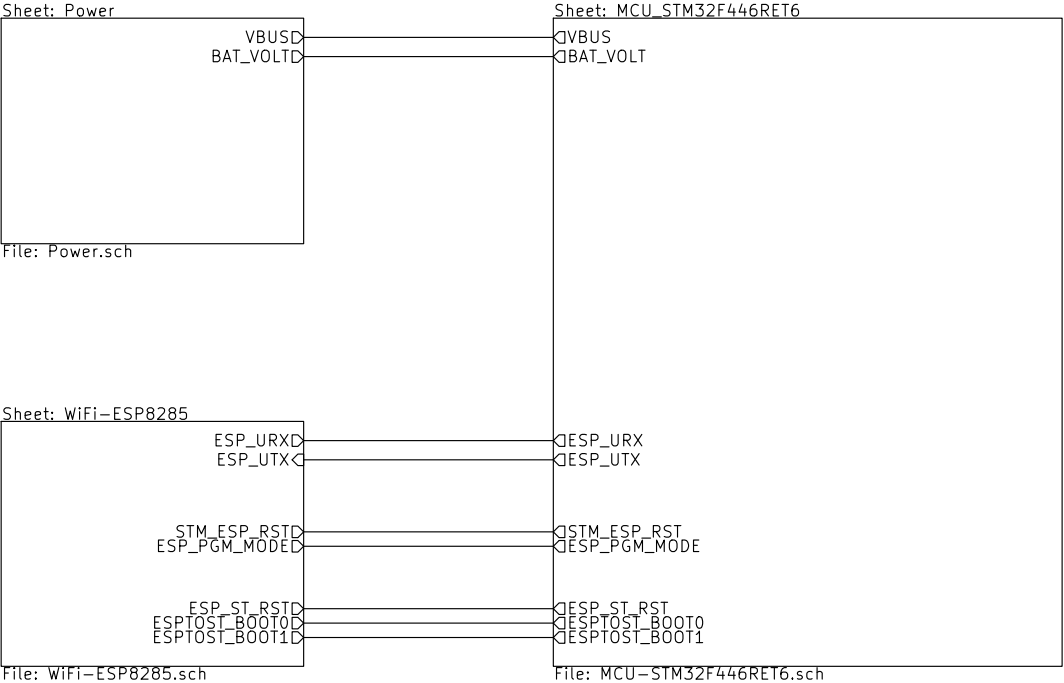 Sheet: Power
VBUS
BAT_VOLT
File: Power.sch
Sheet: MCU_STM32F446RET6
VBUS
BAT_VOLT
Sheet: WiFi-ESP8285
ESP_URX
ESP_UTX
STM_ESP_RST
ESP_PGM_MODE
ESP_ST_RST
ESPTOST_BOOT0
ESPTOST_BOOT1
File: WiFi-ESP8285.sch
ESP_URX
ESP_UTX
STM_ESP_RST
ESP_PGM_MODE
ESP_ST_RST
ESPTOST_BOOT0
ESPTOST_BOOT1
File: MCU-STM32F446RET6.sch